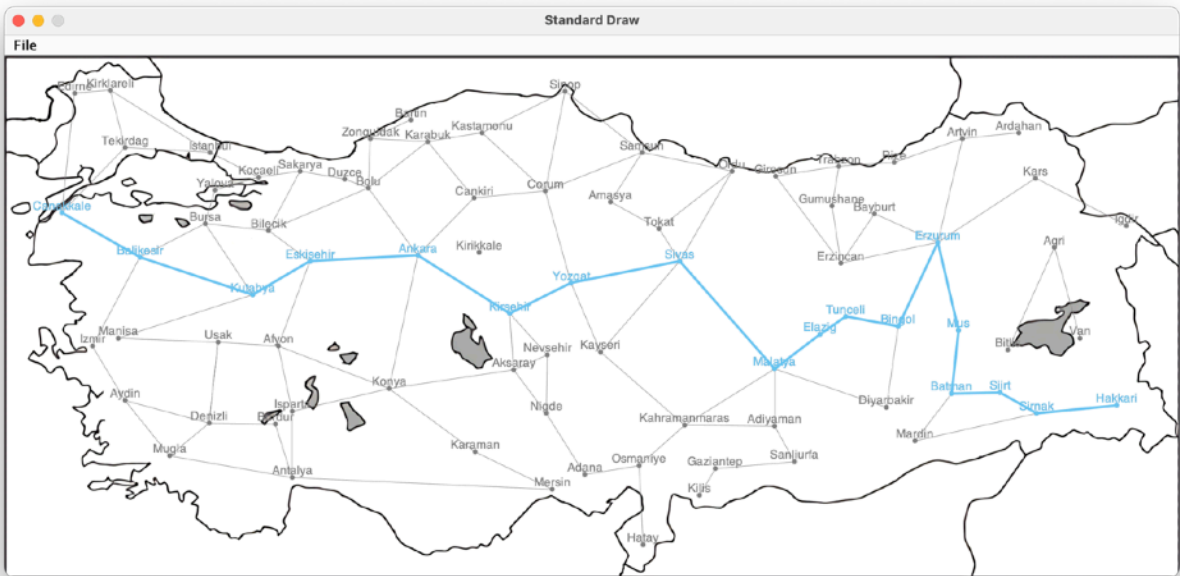 Standard Draw
File
Edirne
Kirklareli
Sinop
Bartin
Zonguldak
Karabuk
Kastamonu
Artvin
Ardahan
Tekirdag
Istanbul
Samsun
Ordu
Giresun
Trabzon
Rize
Kocaeli
Sakarya
Duzce
Bolu
Yalova
Cankiri
Corum
Amasya
Kars
Gumushane
Bayburt
Canakkale
Bursa
Bilecik
Tokat
Igdir
Balikesir
Eskisehir
Ankara
Kirikkale
Sivas
Erzincan
Erzurum
Agri
Kutahya
Yozgat
Kirsehir
Tunceli
Elazig
Bingol
Mus
Van
Bitlis
Izmir
Manisa
Usak
Afyon
Nevsehir
Kayseri
Aksaray
Malatya
Konya
Batman
Siirt
Sirnak
Hakkari
Aydin
Denizli
Isparta
Burdur
Nigde
Kahramanmaras
Adiyaman
Diyarbakir
Mardin
Mugla
Antalya
Karaman
Mersin
Adana
Osmaniye
Gaziantep
Sanliurfa
Kilis
Hatay